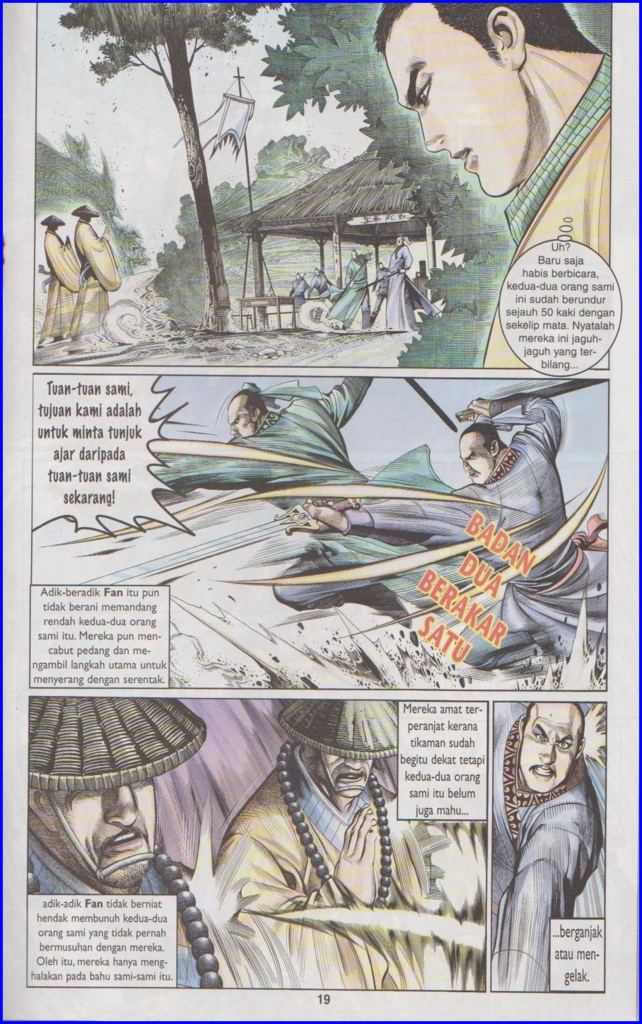 Uh?
Baru saja
habis berbicara,
kedua-dua orang sami
ini sudah berundur
sejauh 50 kaki dengan
sekelip mata. Nyatalah
mereka ini jaguh-
jaguh yang ter-
bilang...
Tuan-tuan sami,
tujuan kami adalah
untuk minta tunjuk
ajar daripada
tuan-tuan sami
sekarang!
BADAN
DUA
BERAKAR
SATU
Adik-beradik Fan itu pun
tidak berani memandang
rendah kedua-dua orang
sami itu. Mereka pun men-
cabut pedang dan me-
ngambil langkah utama untuk
menyerang dengan serentak.
Mereka amat ter-
peranjat kerana
tikaman sudah
begitu dekat tetapi
kedua-dua orang
sami itu belum
juga mahu...
adik-adik Fan tidak berniat
hendak membunuh kedua-dua
orang sami yang tidak pernah
bermusuhan dengan mereka.
Oleh itu, mereka hanya meng-
halakan pada bahu sami-sami itu.
...berganjak
atau men-
gelak.
19